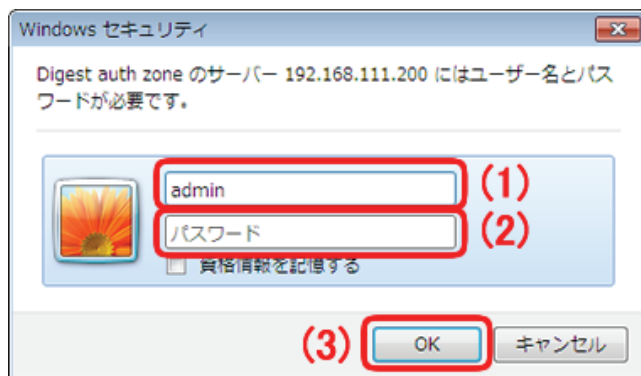 Windows セキュリティ
Digest auth zone のサーバー 192.168.111.200 にはユーザー名とパス
ワードが必要です。
admin
(1)
パスワード
(2)
資格情報を記憶する
(3)
OK
キャンセル